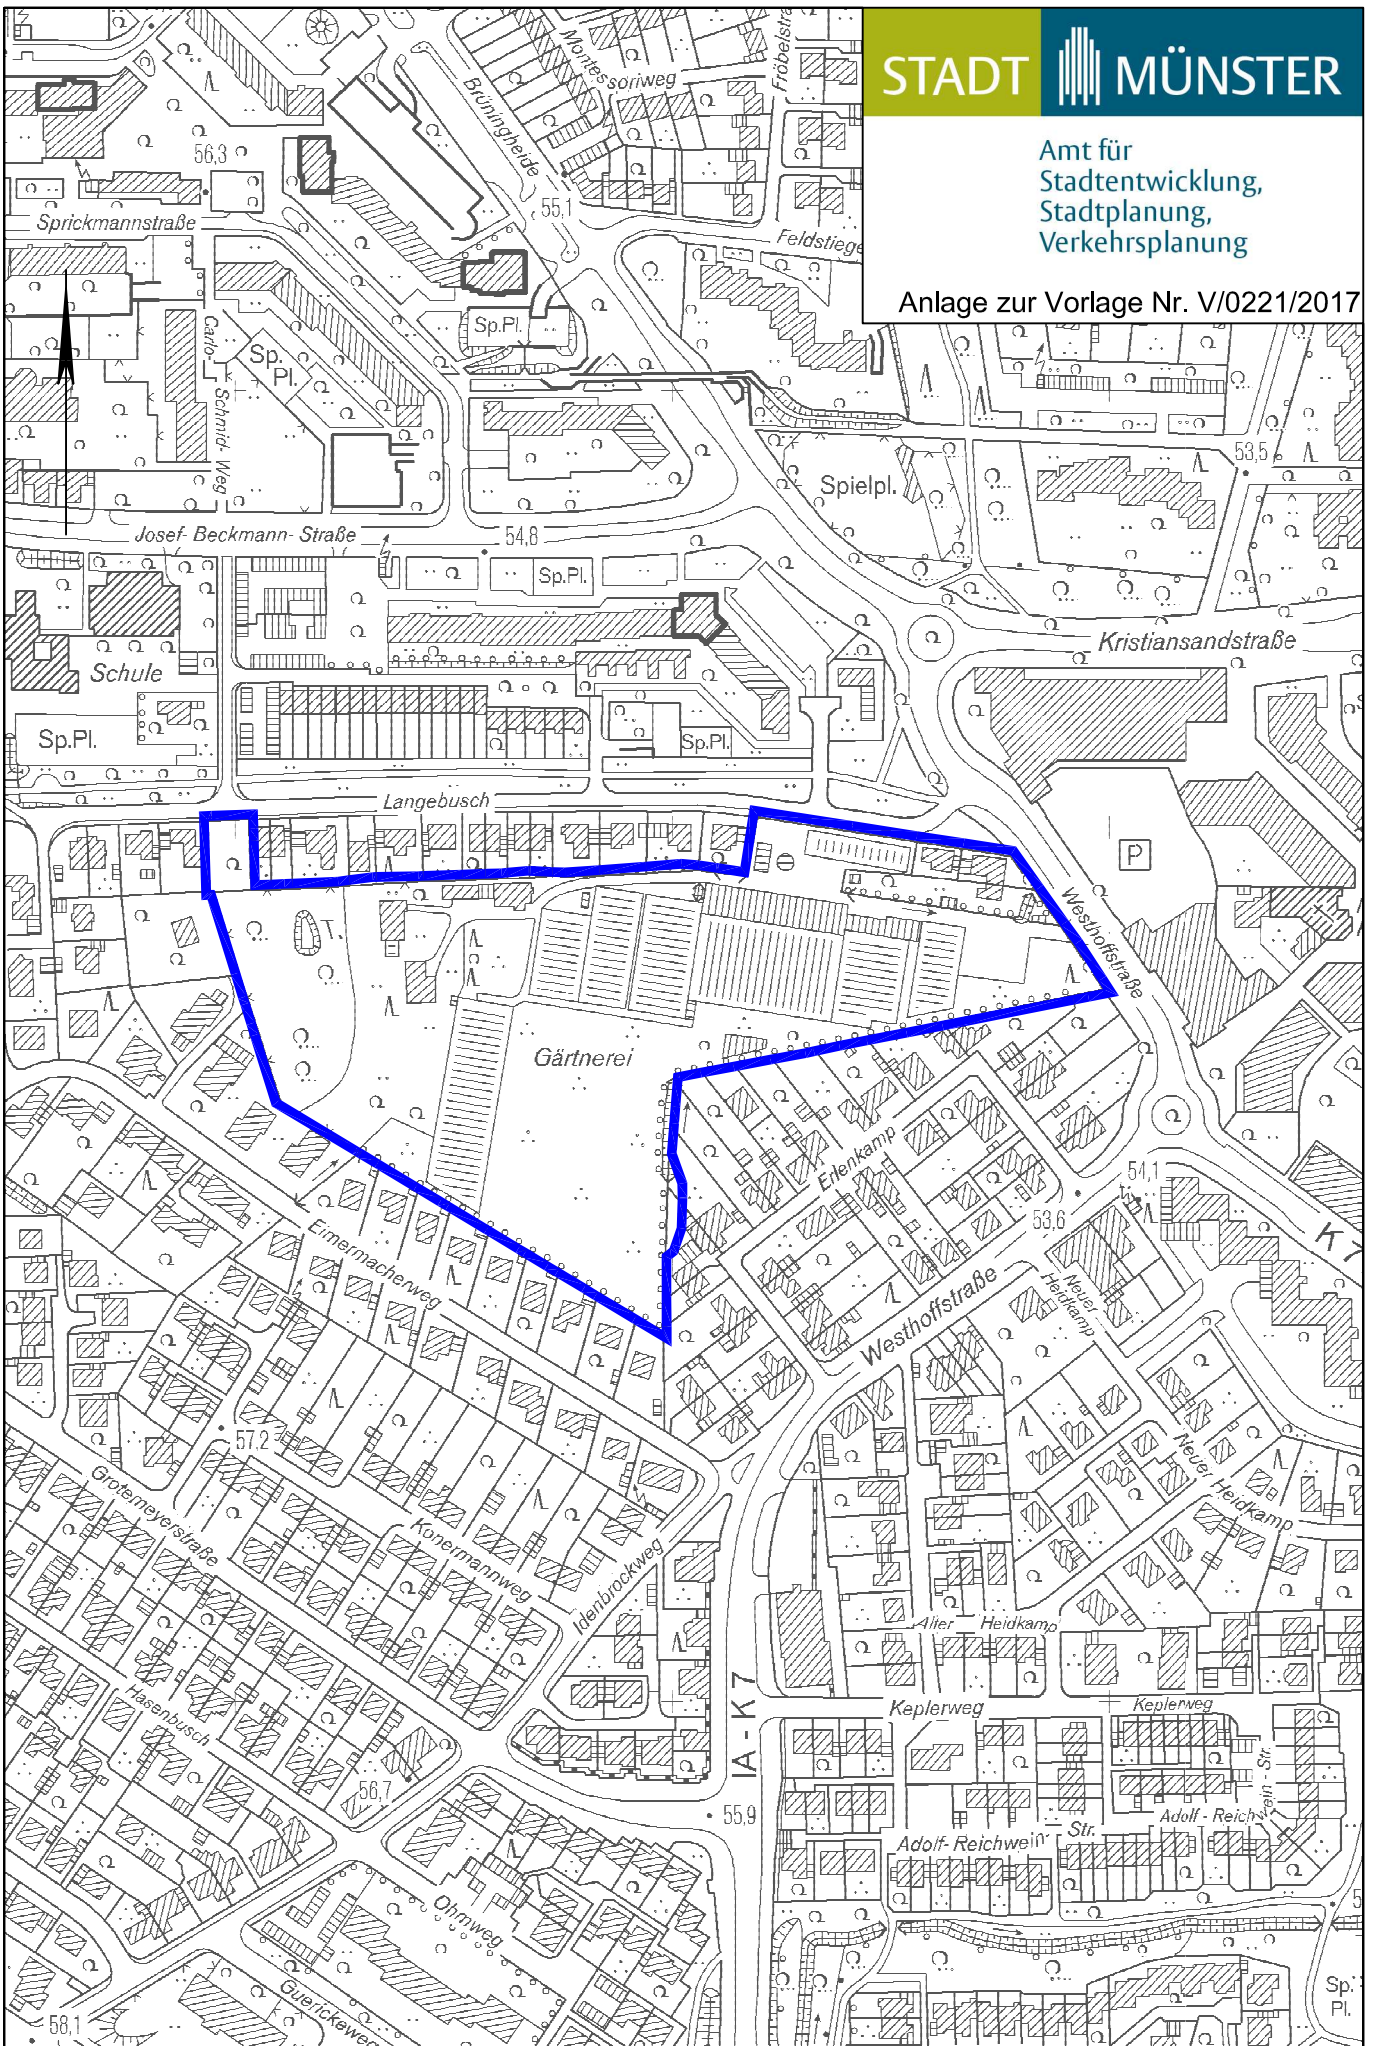 STADT MÜNSTER
Amt für
Stadtentwicklung,
Stadtplanung,
Verkehrsplanung
Anlage zur Vorlage Nr. V/0221/2017
Montessoriweg
Brüningheide
56,3
55,1
Sprickmannstraße
Feldstiege
Sp.Pl.
Carlo-Schmid-Weg
Sp.
Pl.
53,5
Spielpl.
Josef-Beckmann-Straße
54,8
Sp.Pl.
Kristiansandstraße
Schule
Sp.Pl.
Sp.Pl.
Langebusch
P
Westhoffstraße
Gärtnerei
Erlenkamp
54,1
53,6
Eimermacherweg
K 7
Neuer
Heidkamp
Westhoffstraße
57,2
Neuer Heidkamp
Grotemeyerstraße
Konermannweg
Idenbrockweg
Alter Heidkamp
IA-K7
Keplerweg
Keplerweg
Hasenbusch
56,7
55,9
Adolf-Reichwein-Str.
Adolf-Reichwein-Str.
Ohmweg
Guerickeweg
58,1
Sp.
Pl.